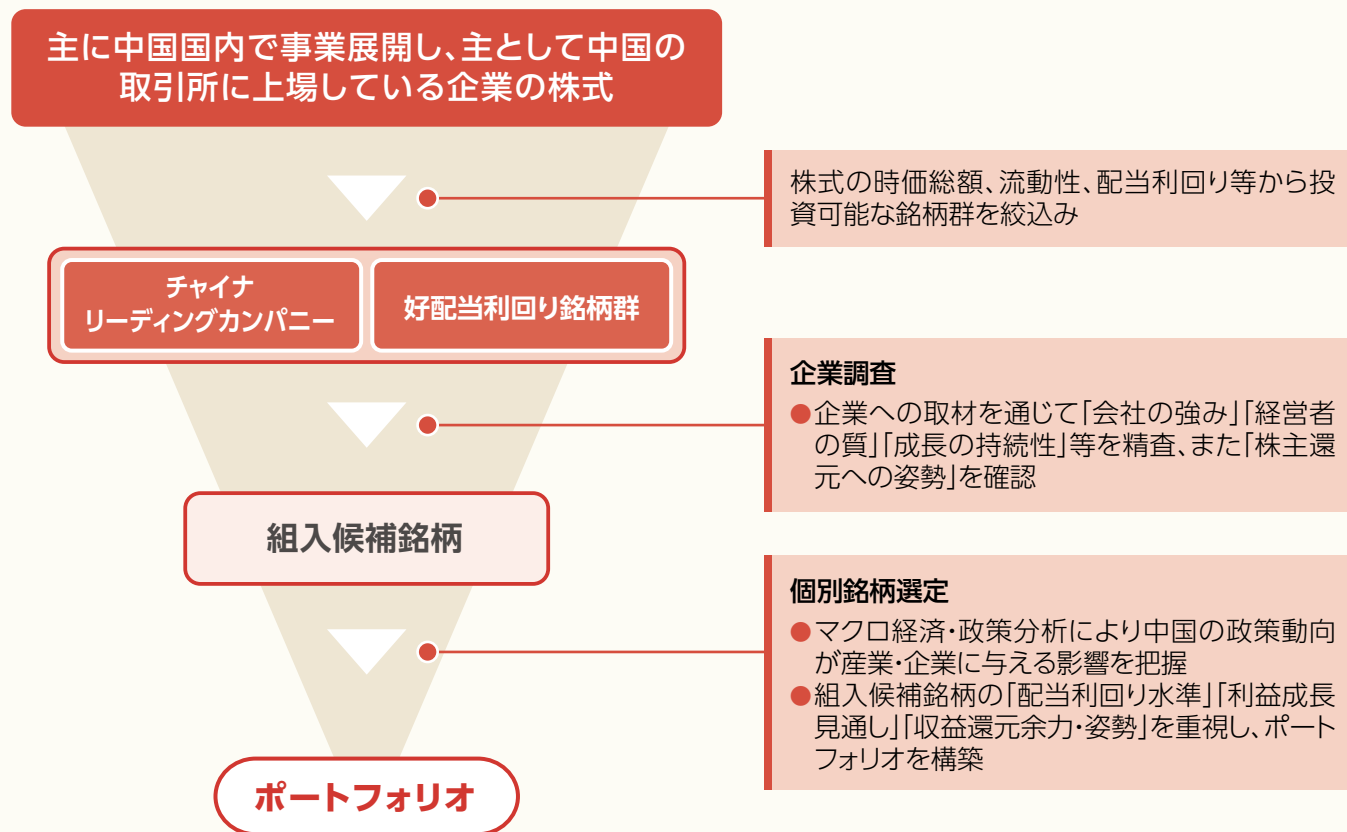 主に中国国内で事業展開し、主として中国の
取引所に上場している企業の株式
株式の時価総額、流動性、配当利回り等から投
資可能な銘柄群を絞込み
チャイナ
リーディングカンパニー
好配当利回り銘柄群
企業調査
●企業への取材を通じて「会社の強み」「経営者
の質」「成長の持続性」等を精査、また「株主還
元への姿勢」を確認
組入候補銘柄
個別銘柄選定
●マクロ経済・政策分析により中国の政策動向
が産業・企業に与える影響を把握
●組入候補銘柄の「配当利回り水準」「利益成長
見通し」「収益還元余力・姿勢」を重視し、ポート
フォリオを構築
ポートフォリオ